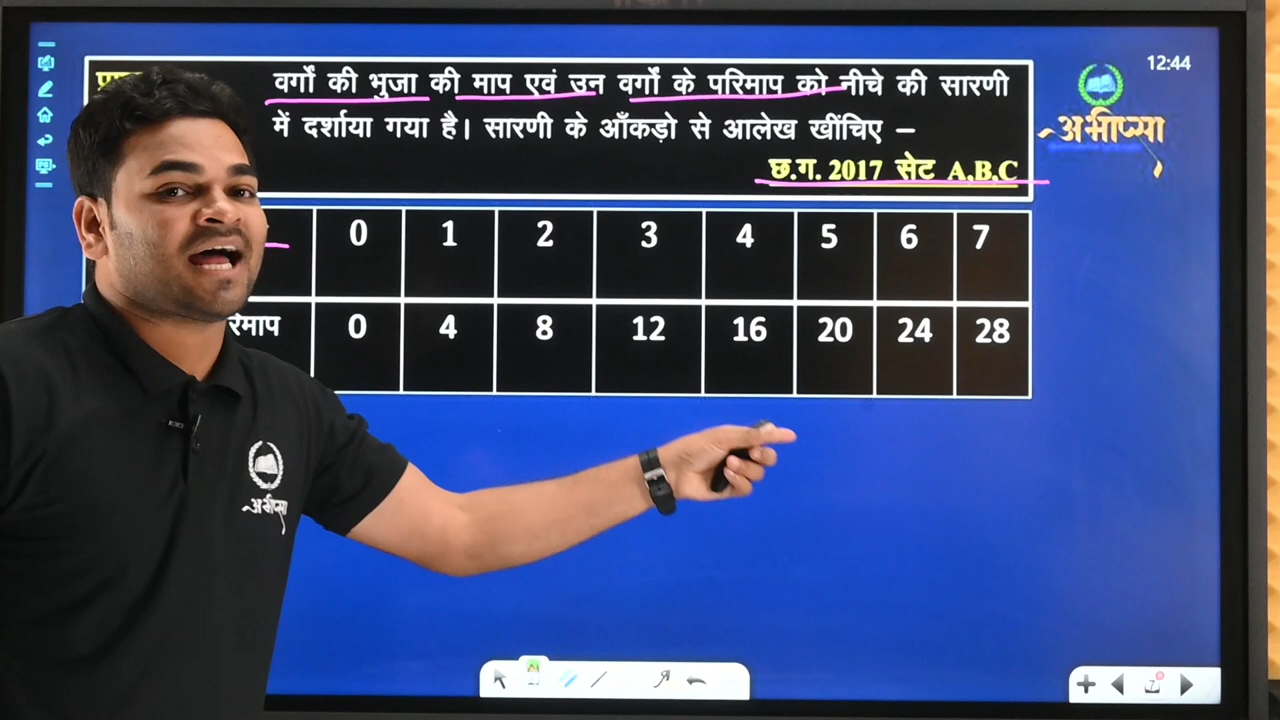 वर्गों की भुजा की माप एवं उन वर्गों के परिमाप को नीचे की सारणी
में दर्शाया गया है। सारणी के आँकड़ो से आलेख खींचिए –
छ.ग. 2017 सेट A,B,C
12:44
अभीप्सा
0 1 2 3 4 5 6 7
0 4 8 12 16 20 24 28
अभीप्सा